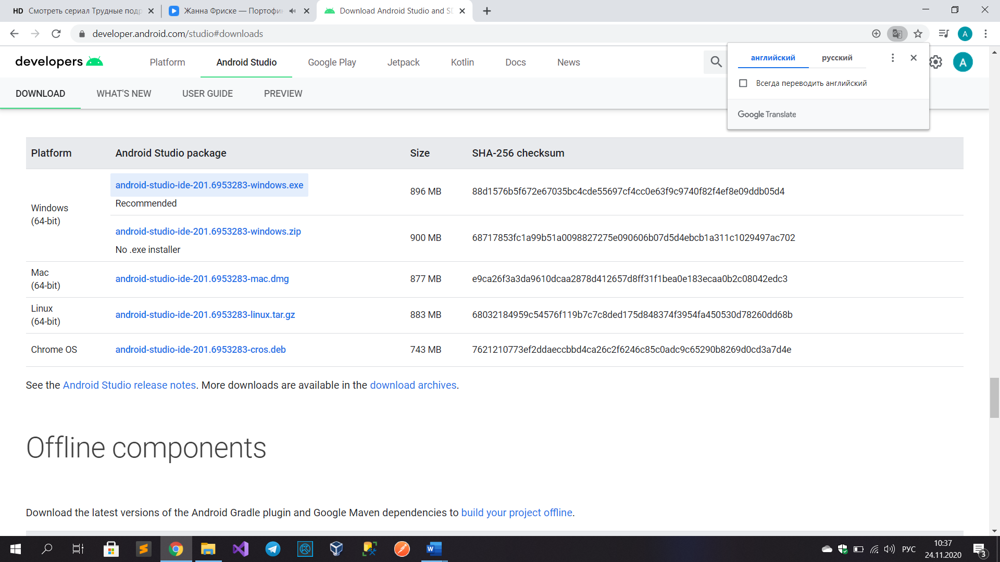 HD Смотреть сериал Трудные подр
Жанна Фриске — Портофин
Download Android Studio and SD
developer.android.com/studio#downloads
A
developers
Platform
Android Studio
Google Play
Jetpack
Kotlin
Docs
News
A
английский
русский
Всегда переводить английский
Google Translate
DOWNLOAD
WHAT'S NEW
USER GUIDE
PREVIEW
Platform
Android Studio package
Size
SHA-256 checksum
Windows
(64-bit)
android-studio-ide-201.6953283-windows.exe
Recommended
896 MB
88d1576b5f672e67035bc4cde55697cf4cc0e63f9c9740f82f4ef8e09ddb05d4
android-studio-ide-201.6953283-windows.zip
No .exe installer
900 MB
68717853fc1a99b51a0098827275e090606b07d5d4ebcb1a311c1029497ac702
Mac
(64-bit)
android-studio-ide-201.6953283-mac.dmg
877 MB
e9ca26f3a3da9610dcaa2878d412657d8ff31f1bea0e183ecaa0b2c08042edc3
Linux
(64-bit)
android-studio-ide-201.6953283-linux.tar.gz
883 MB
68032184959c54576f119b7c7c8ded175d848374f3954fa450530d78260dd68b
Chrome OS
android-studio-ide-201.6953283-cros.deb
743 MB
7621210773ef2ddaeccbbd4ca26c2f6246c85c0adc9c65290b8269d0cd3a7d4e
See the Android Studio release notes. More downloads are available in the download archives.
Offline components
Download the latest versions of the Android Gradle plugin and Google Maven dependencies to build your project offline.
РУС
10:37
24.11.2020
3